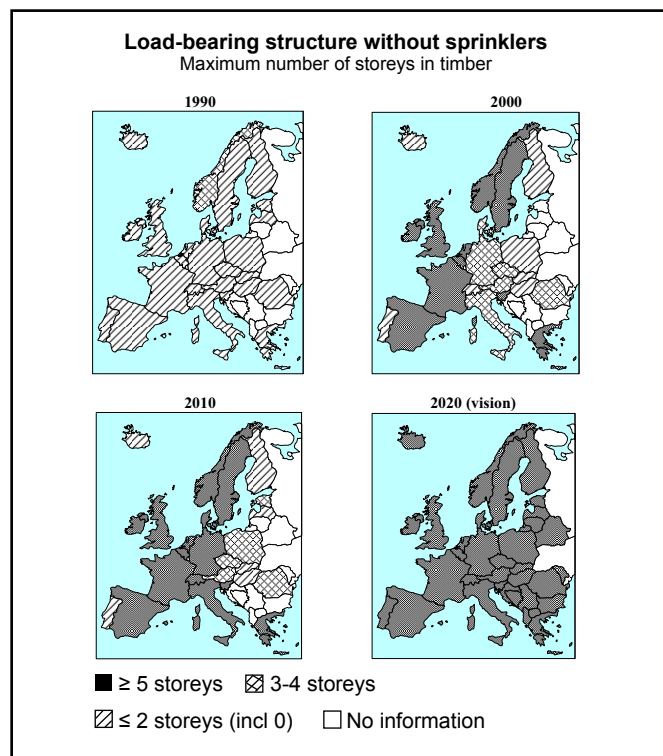 Load-bearing structure without sprinklers
Maximum number of storeys in timber
1990
2000
2010
2020 (vision)
≥ 5 storeys
3-4 storeys
≤ 2 storeys (incl 0)
No information